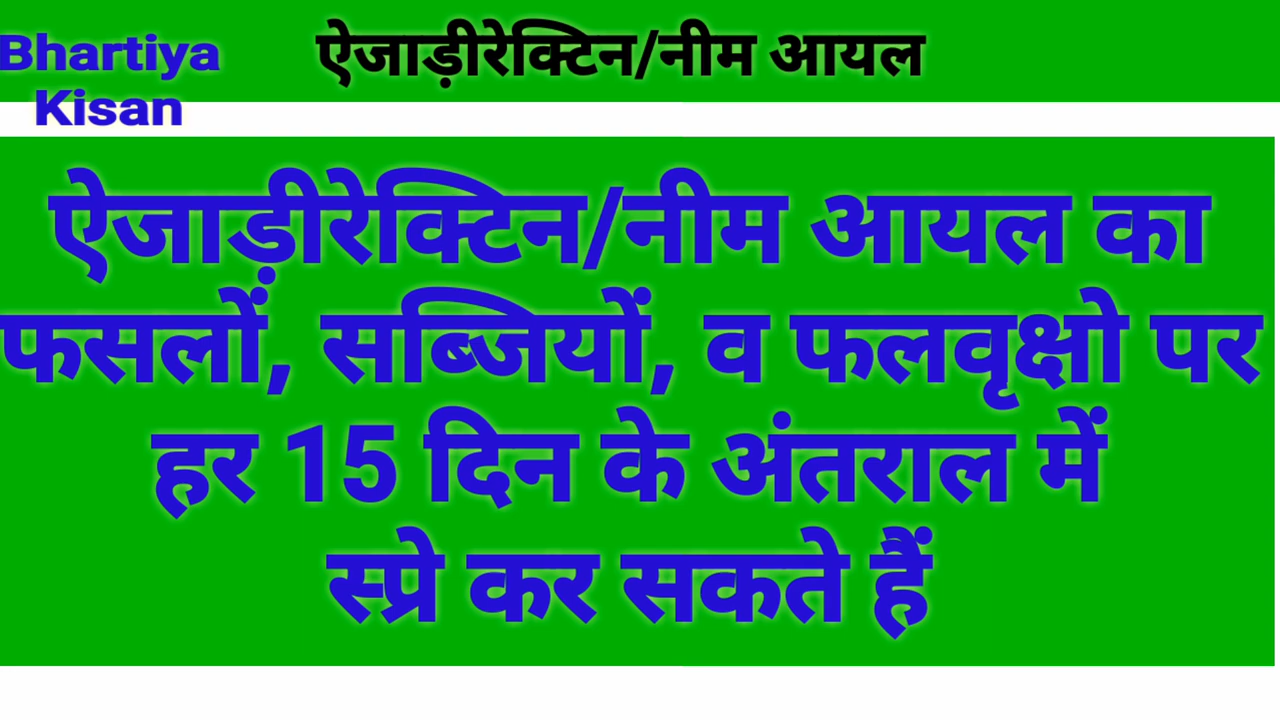 Bhartiya
Kisan
ऐजाड़ीरेक्टिन/नीम आयल
ऐजाड़ीरेक्टिन/नीम आयल का
फसलों, सब्जियों, व फलवृक्षो पर
हर 15 दिन के अंतराल में
स्प्रे कर सकते हैं